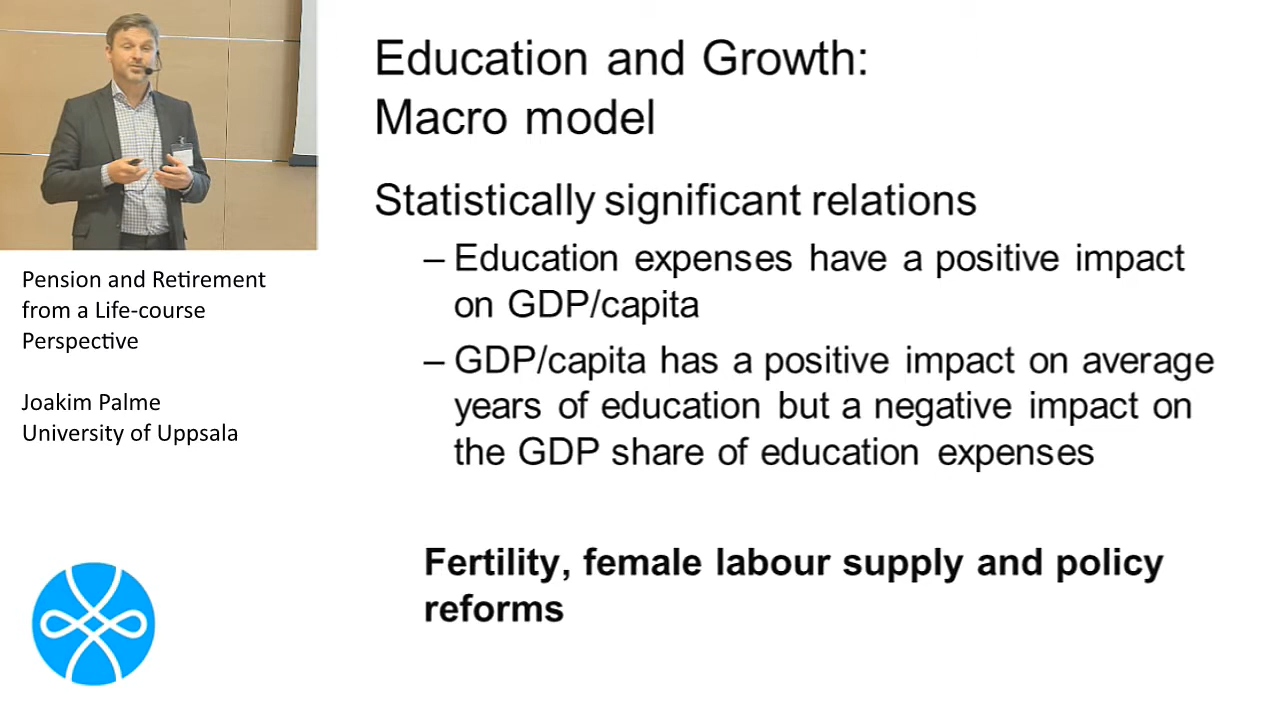 Education and Growth:
Macro model
Statistically significant relations
– Education expenses have a positive impact
on GDP/capita
– GDP/capita has a positive impact on average
years of education but a negative impact on
the GDP share of education expenses
Fertility, female labour supply and policy
reforms
Pension and Retirement
from a Life-course
Perspective
Joakim Palme
University of Uppsala